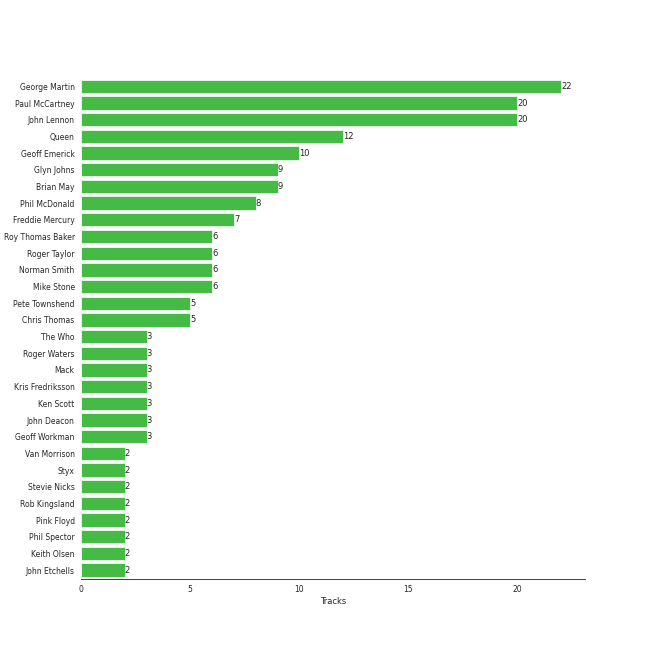 George Martin 22
Paul McCartney 20
John Lennon 20
Queen 12
Geoff Emerick 10
Glyn Johns 9
Brian May 9
Phil McDonald 8
Freddie Mercury 7
Roy Thomas Baker 6
Roger Taylor 6
Norman Smith 6
Mike Stone 6
Pete Townshend 5
Chris Thomas 5
The Who 3
Roger Waters 3
Mack 3
Kris Fredriksson 3
Ken Scott 3
John Deacon 3
Geoff Workman 3
Van Morrison 2
Styx 2
Stevie Nicks 2
Rob Kingsland 2
Pink Floyd 2
Phil Spector 2
Keith Olsen 2
John Etchells 2
0 5 10 15 20
Tracks